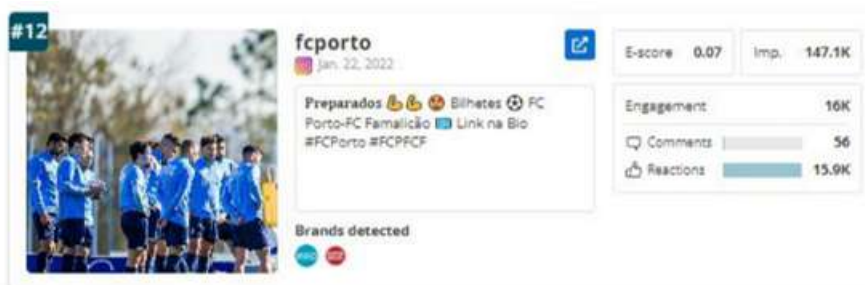 #12
fcporto
Jan. 22, 2022
Preparados 💪💪 🤩 Bilhetes ⚽ FC
Porto-FC Famalicão 🎫 Link na Bio
#FCPorto #FCPFCF
Brands detected
E-score 0.07
Imp. 147.1K
Engagement 16K
Comments 56
Reactions 15.9K